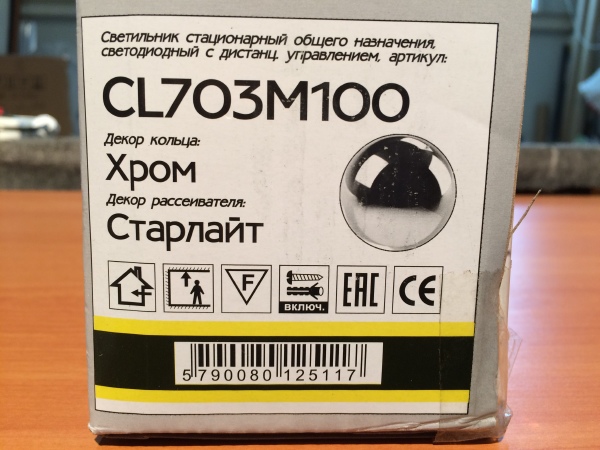 Светильник стационарный общего назначения,
светодиодный с дистанц. управлением, артикул:
CL703M100
Декор кольца:
Хром
Декор рассеивателя:
Старлайт
F
ВКЛЮЧ.
EAC
CE
5 790080 125117